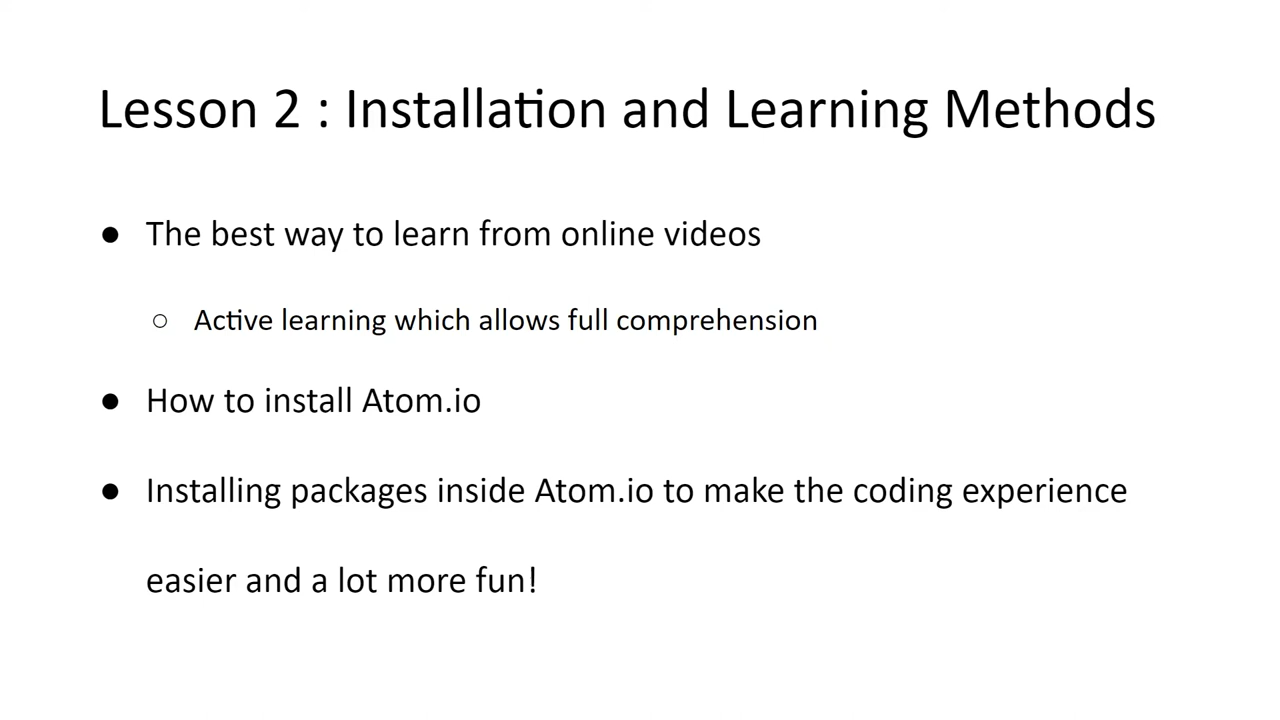 Lesson 2 : Installation and Learning Methods
● The best way to learn from online videos
○ Active learning which allows full comprehension
● How to install Atom.io
● Installing packages inside Atom.io to make the coding experience
easier and a lot more fun!